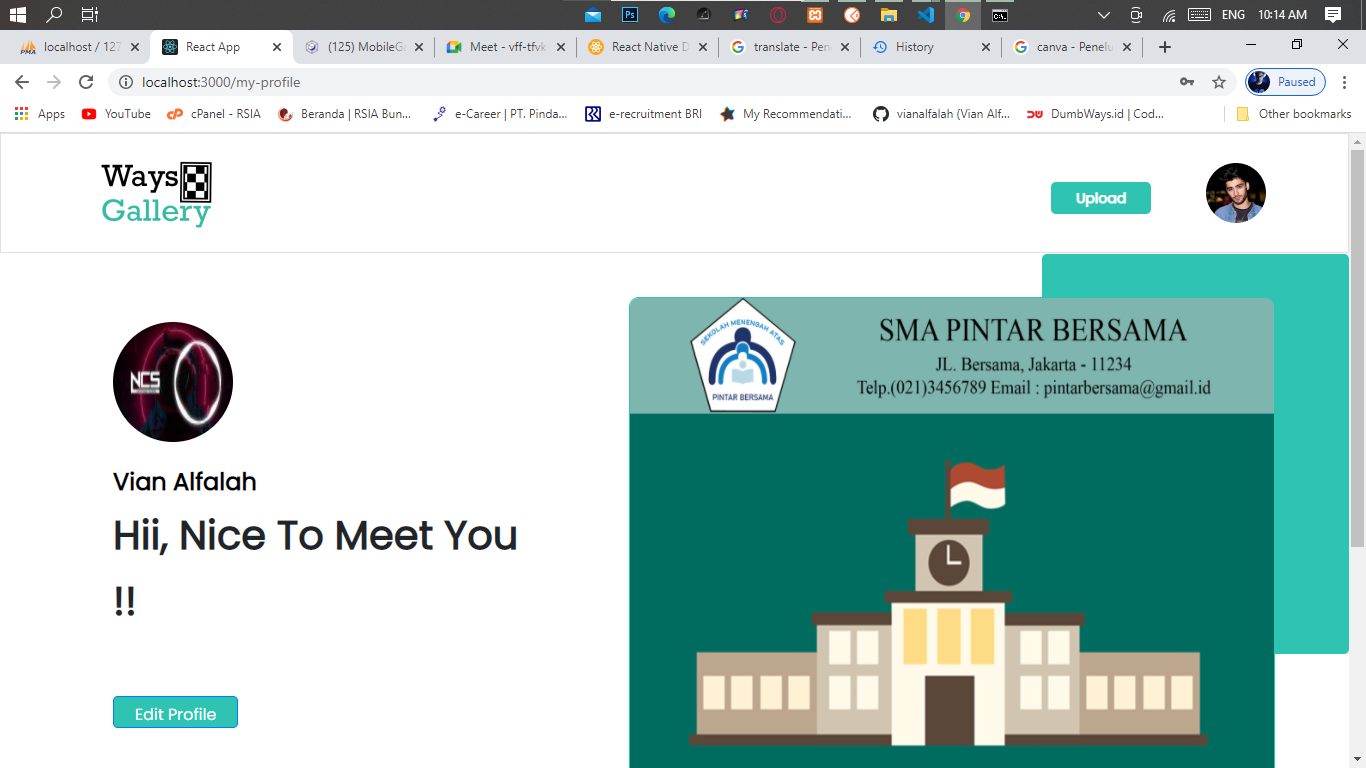 ENG 10:14 AM
localhost / 127
React App
(125) MobileGa
Meet - vff-tfvk
React Native D
translate - Pen
History
canva - Penelu
localhost:3000/my-profile
Paused
Apps
YouTube
cPanel - RSIA
Beranda | RSIA Bun...
e-Career | PT. Pinda...
e-recruitment BRI
My Recommendati...
vianalfalah (Vian Alf...
DumbWays.id | Cod...
Other bookmarks
Ways
Gallery
Upload
NCS
Vian Alfalah
Hii, Nice To Meet You
!!
Edit Profile
SEKOLAH MENENGAH ATAS
PINTAR BERSAMA
SMA PINTAR BERSAMA
JL. Bersama, Jakarta - 11234
Telp.(021)3456789 Email : pintarbersama@gmail.id